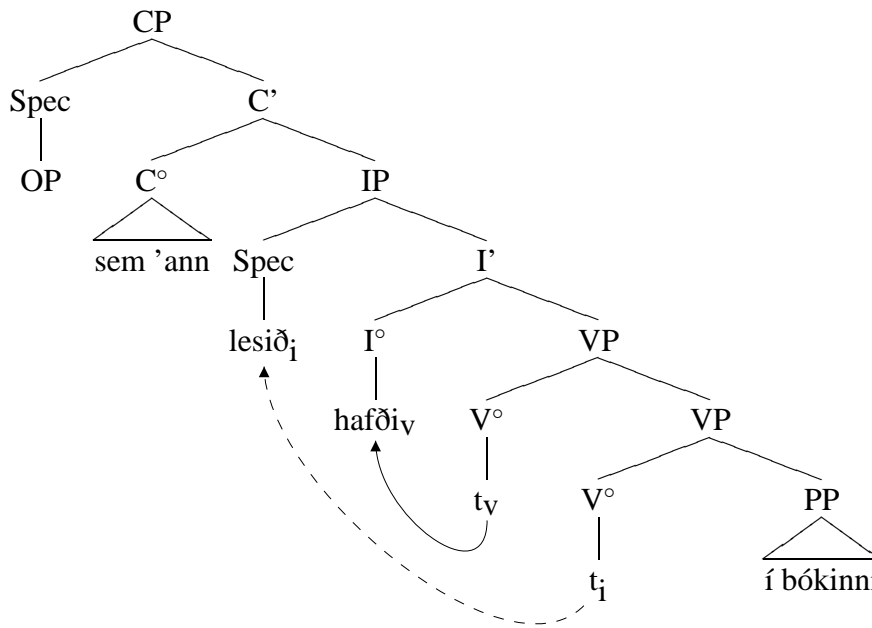 CP
Spec C’
OP C° IP
sem ’ann Spec I’
lesiðᵢ I° VP
hafðiᵥ V° VP
tᵥ V° PP
tᵢ í bókinni